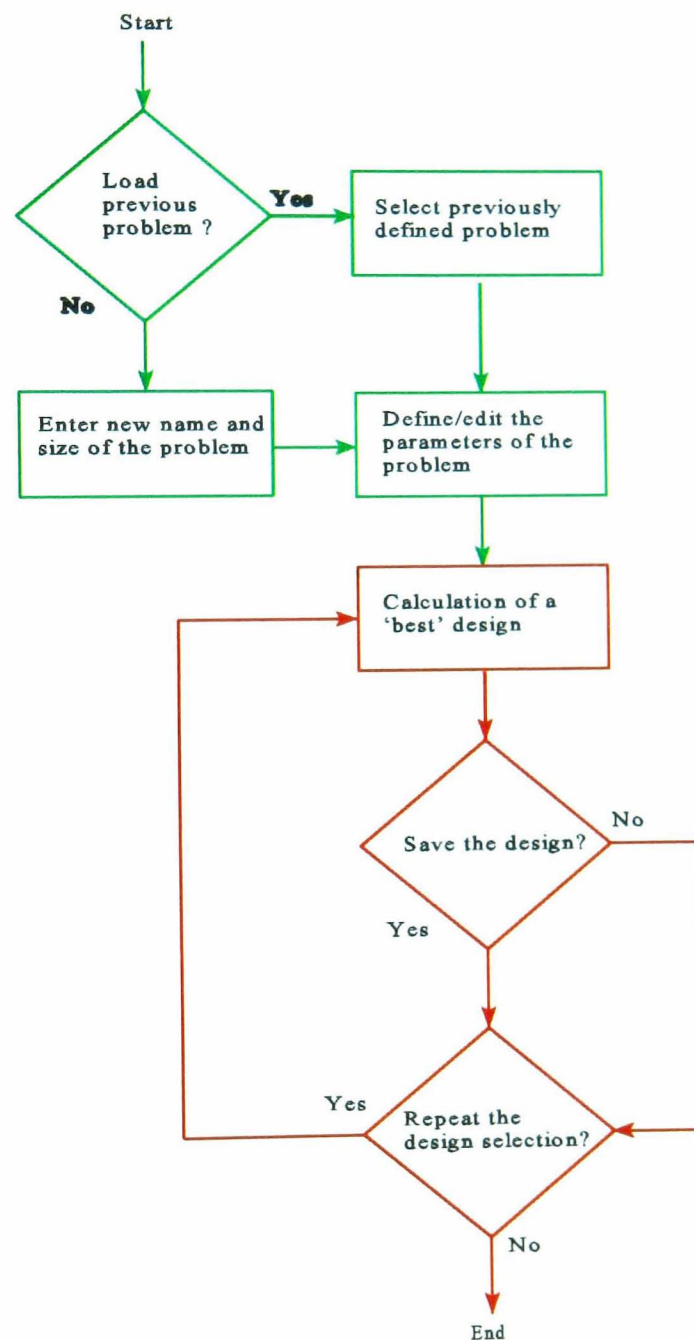 Start
Load
previous
problem ?
Yes
Select previously
defined problem
No
Enter new name and
size of the problem
Define/edit the
parameters of the
problem
Calculation of a
‘best’ design
Save the design?
No
Yes
Yes
Repeat the
design selection?
No
End